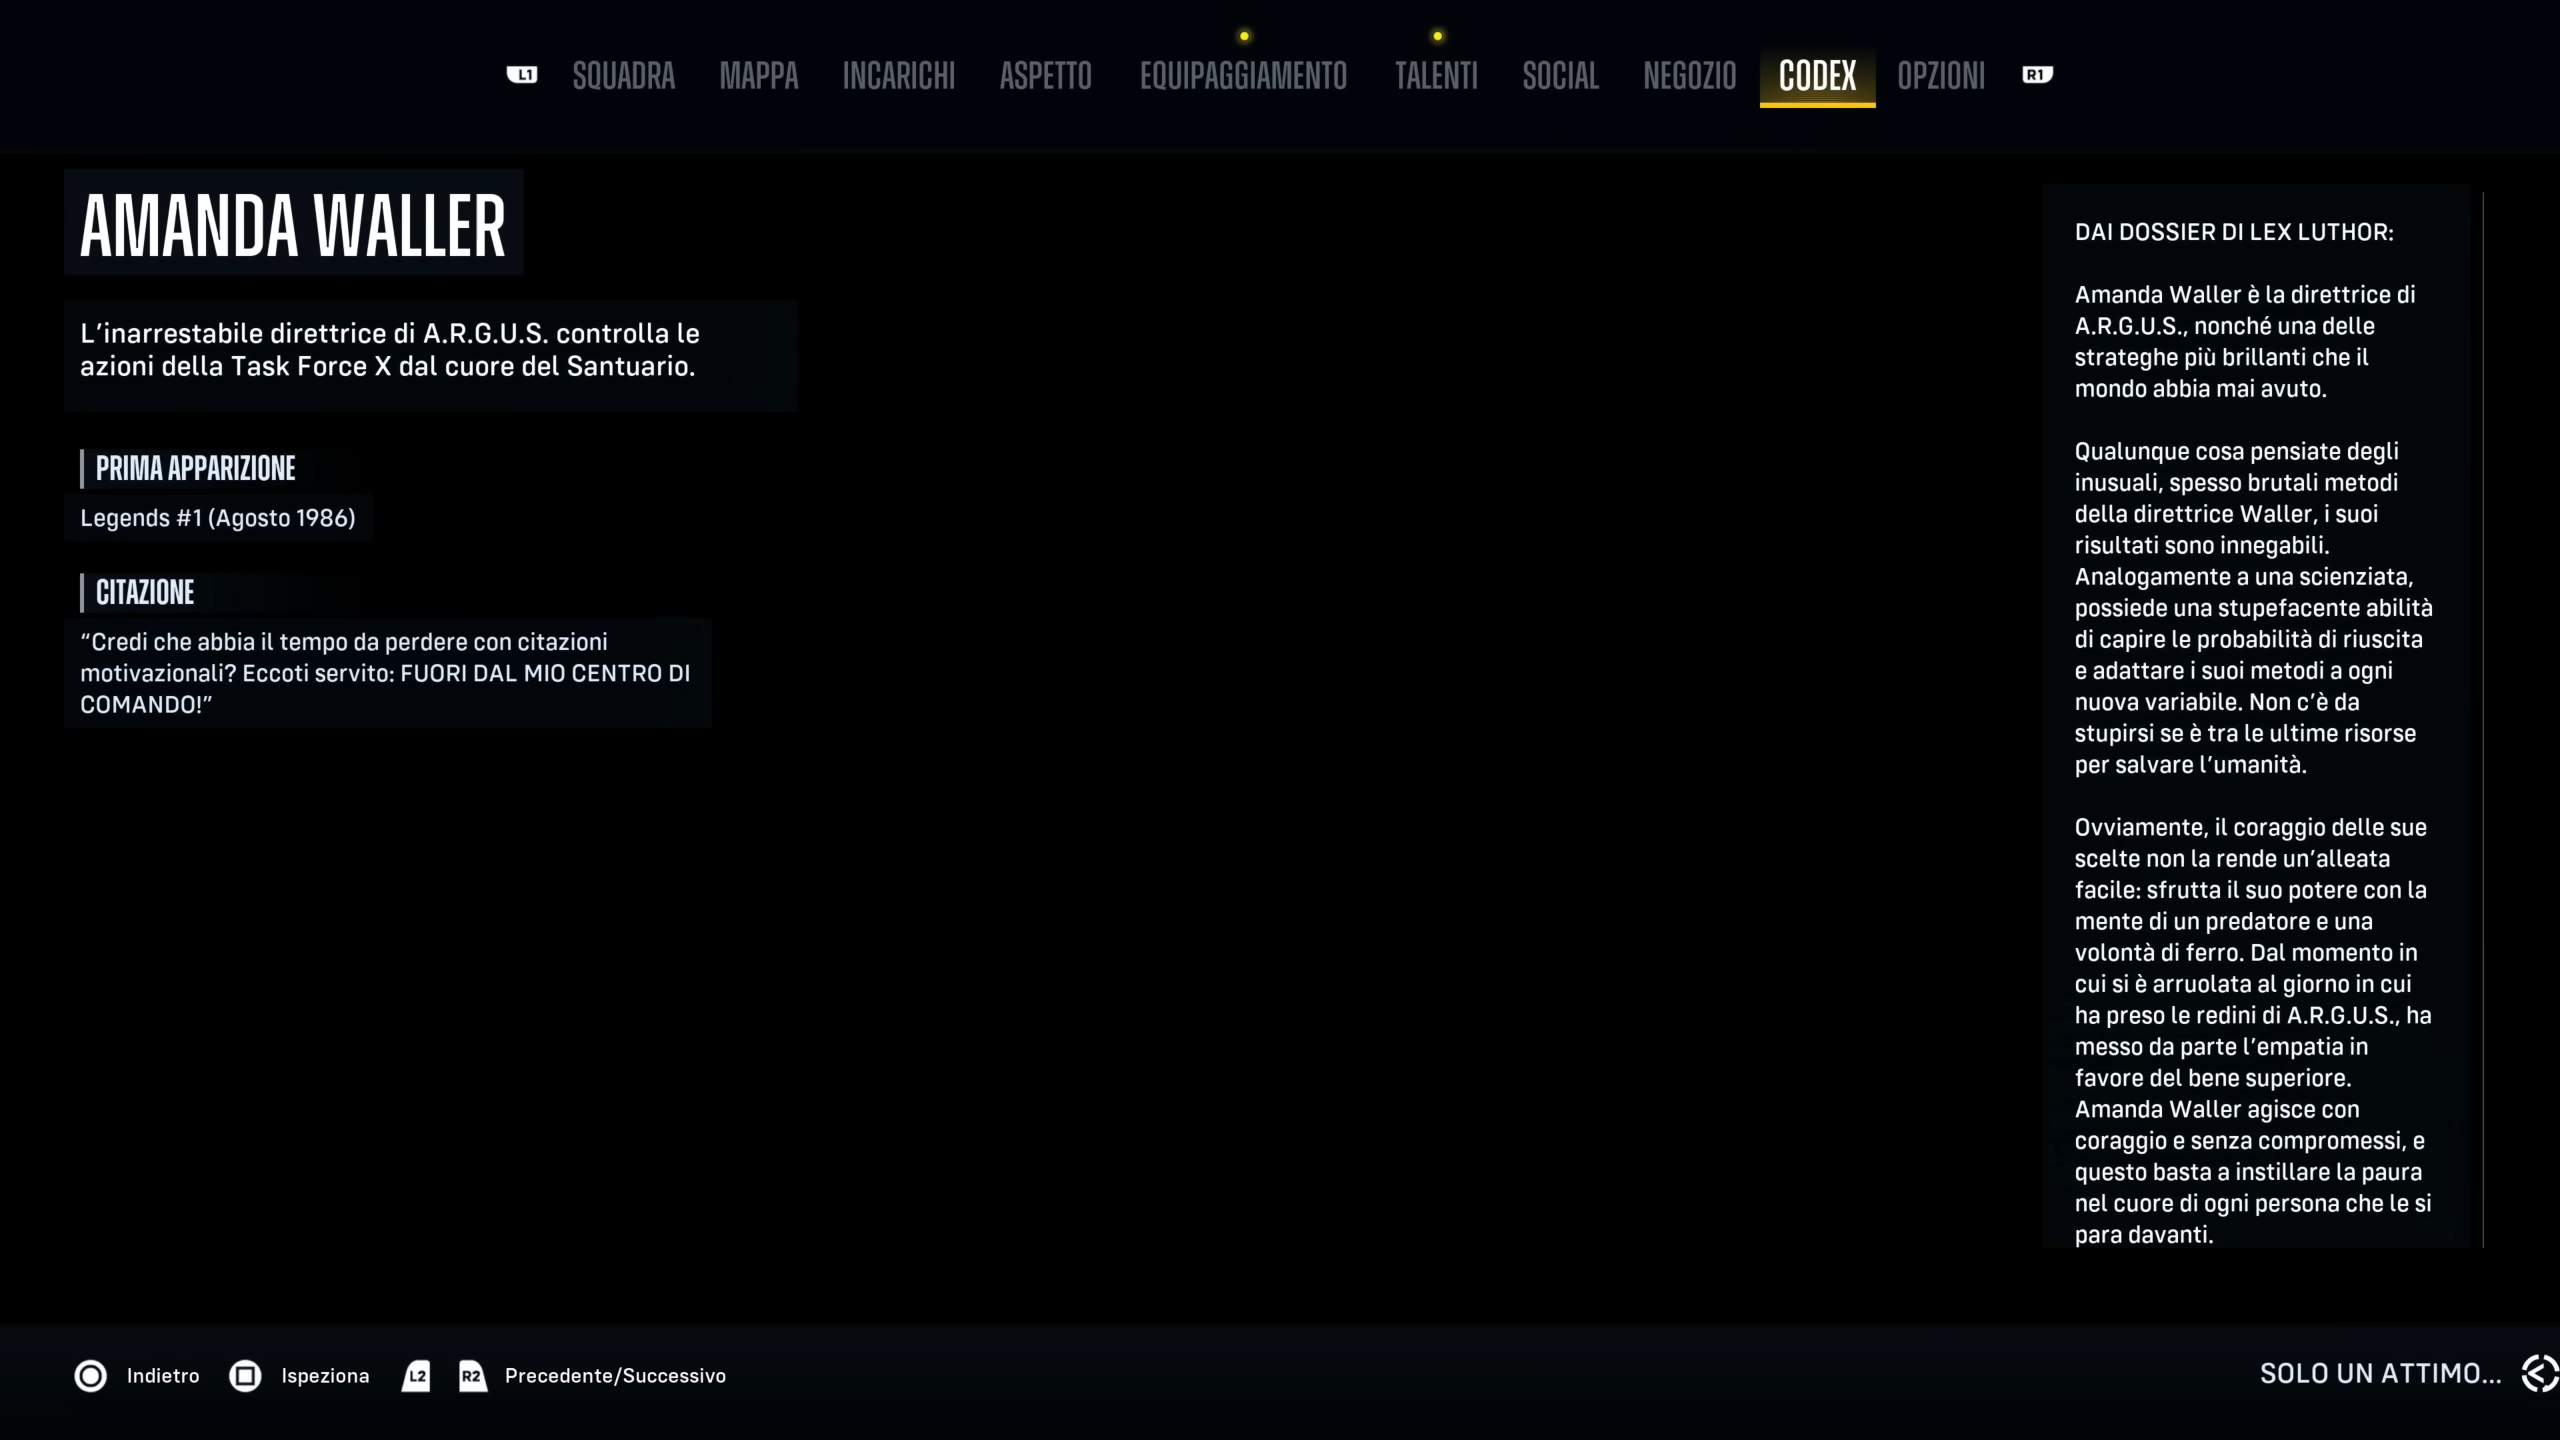 L1 SQUADRA MAPPA INCARICHI ASPETTO EQUIPAGGIAMENTO TALENTI SOCIAL NEGOZIO CODEX OPZIONI R1
AMANDA WALLER
L'inarrestabile direttrice di A.R.G.U.S. controlla le
azioni della Task Force X dal cuore del Santuario.
PRIMA APPARIZIONE
Legends #1 (Agosto 1986)
CITAZIONE
“Credi che abbia il tempo da perdere con citazioni
motivazionali? Eccoti servito: FUORI DAL MIO CENTRO DI
COMANDO!”
DAI DOSSIER DI LEX LUTHOR:
Amanda Waller è la direttrice di
A.R.G.U.S., nonché una delle
strateghe più brillanti che il
mondo abbia mai avuto.
Qualunque cosa pensiate degli
inusuali, spesso brutali metodi
della direttrice Waller, i suoi
risultati sono innegabili.
Analogamente a una scienziata,
possiede una stupefacente abilità
di capire le probabilità di riuscita
e adattare i suoi metodi a ogni
nuova variabile. Non c'è da
stupirsi se è tra le ultime risorse
per salvare l'umanità.
Ovviamente, il coraggio delle sue
scelte non la rende un'alleata
facile: sfrutta il suo potere con la
mente di un predatore e una
volontà di ferro. Dal momento in
cui si è arruolata al giorno in cui
ha preso le redini di A.R.G.U.S., ha
messo da parte l'empatia in
favore del bene superiore.
Amanda Waller agisce con
coraggio e senza compromessi, e
questo basta a instillare la paura
nel cuore di ogni persona che le si
para davanti.
Indietro Ispeziona L2 R2 Precedente/Successivo
SOLO UN ATTIMO...